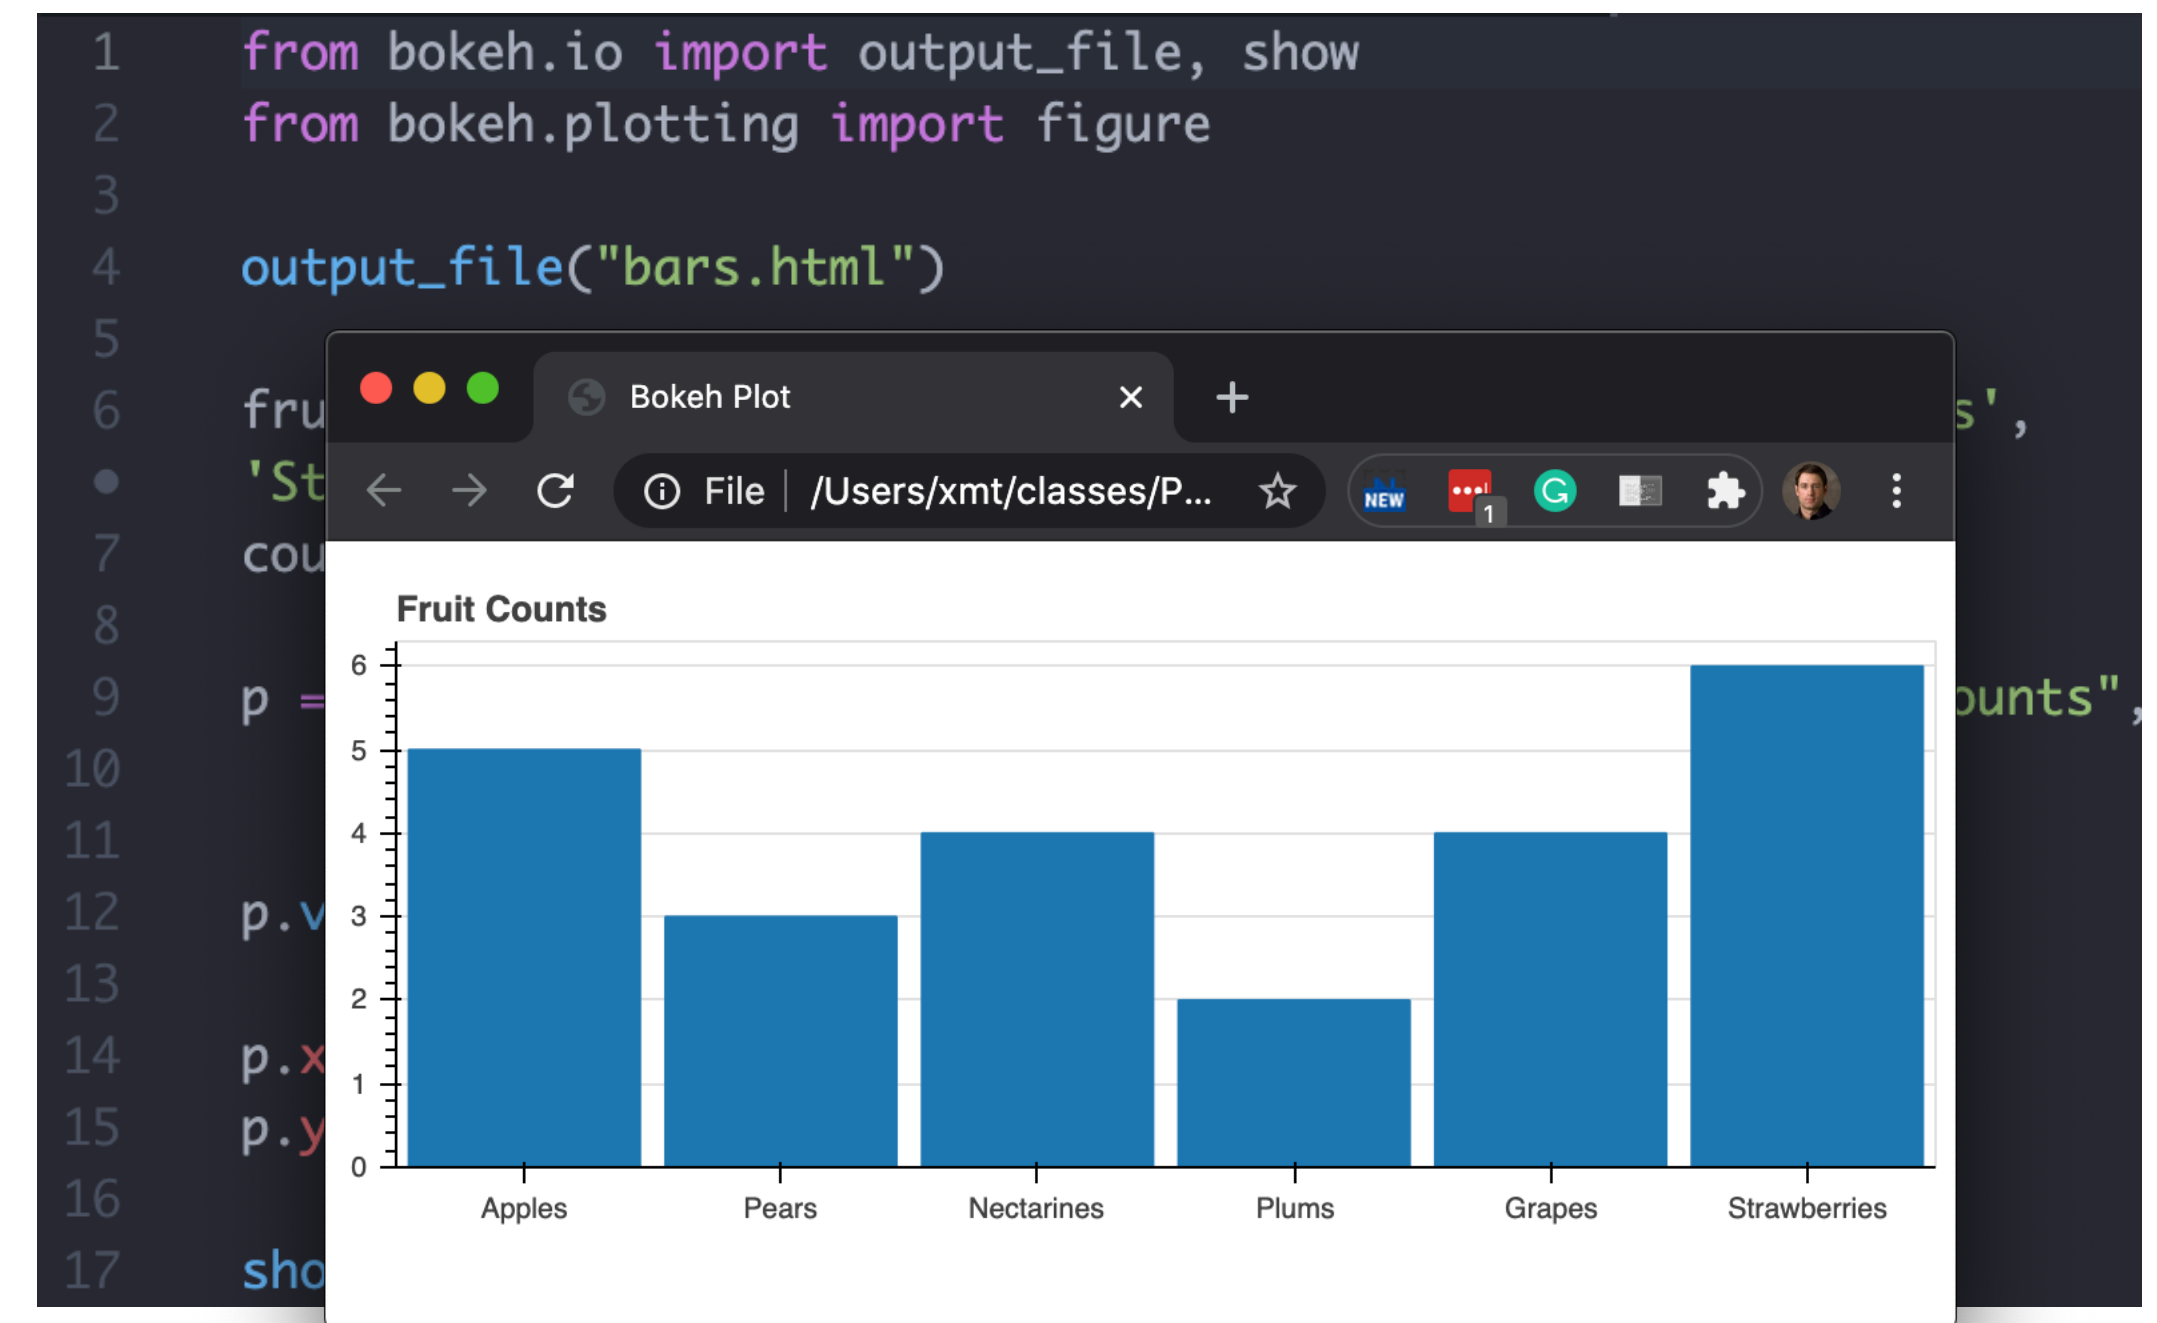 1 from bokeh.io import output_file, show
2 from bokeh.plotting import figure
3
4 output_file("bars.html")
5
6 fru s',
'St
7 cou
8
9 p = ounts",
10
11
12 p.v
13
14 p.x
15 p.y
16
17 sho
Bokeh Plot
File /Users/xmt/classes/P...
NEW
1
G
Fruit Counts
6
5
4
3
2
1
0
Apples Pears Nectarines Plums Grapes Strawberries